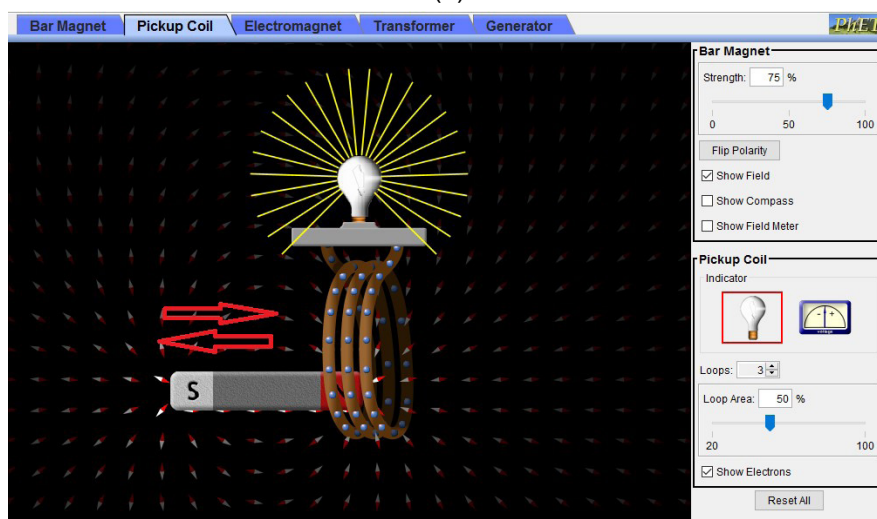 Bar Magnet Pickup Coil Electromagnet Transformer Generator
PhET
Bar Magnet
Strength: 75 %
0 50 100
Flip Polarity
Show Field
Show Compass
Show Field Meter
Pickup Coil
Indicator
- +
voltage
Loops: 3
Loop Area: 50 %
20 100
Show Electrons
Reset All
S